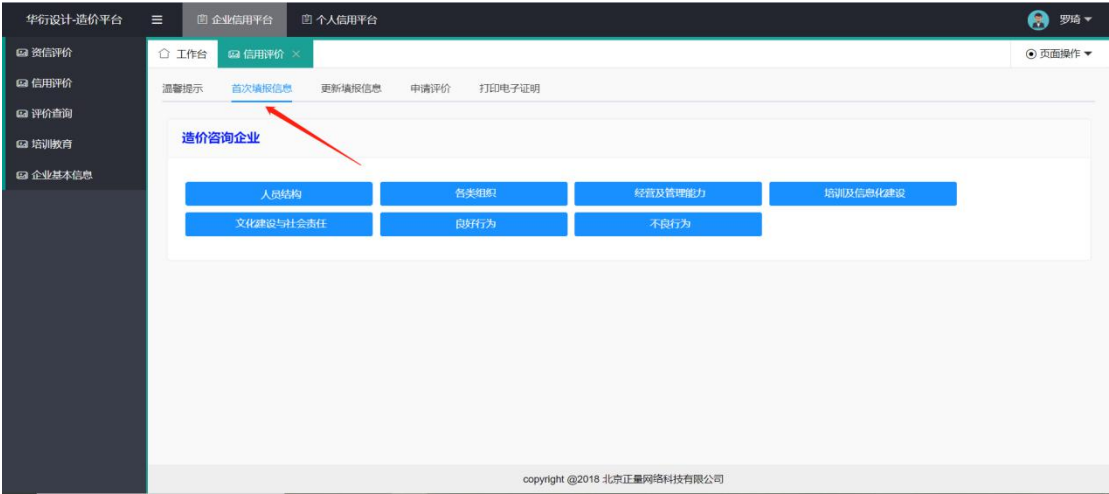 华衍设计-造价平台 企业信用平台 个人信用平台 罗琦
资信评价 工作台 信用评价 × 页面操作
信用评价 温馨提示 首次填报信息 更新填报信息 申请评价 打印电子证明
评价查询
培训教育 造价咨询企业
企业基本信息
人员结构 各类组织 经营及管理能力 培训及信息化建设
文化建设与社会责任 良好行为 不良行为
copyright @2018 北京正量网络科技有限公司